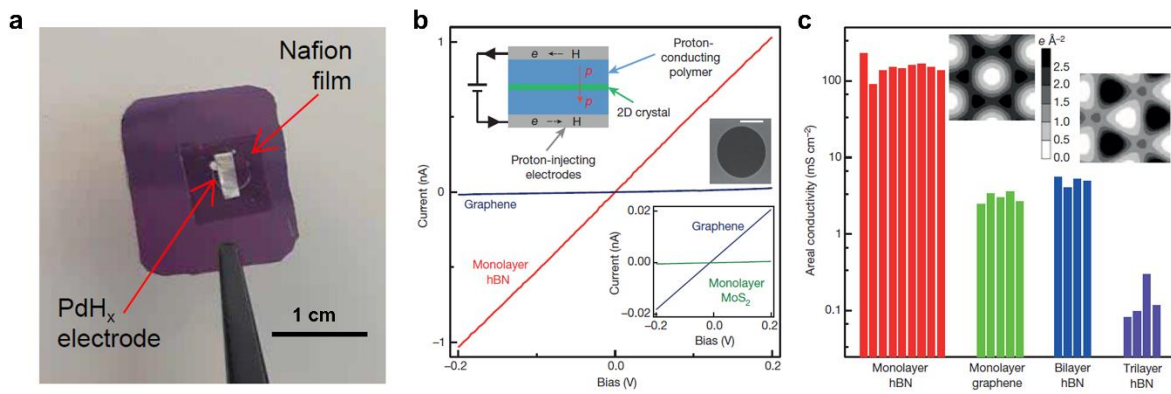 a
Nafion
film
PdHx
electrode
1 cm
b
Current (nA)
1
0
−1
−0.2
0.0
0.2
Bias (V)
e
H
p
p
e
H
Proton-
conducting
polymer
2D crystal
Proton-injecting
electrodes
Graphene
Monolayer
hBN
Current (nA)
0.02
0.00
−0.02
−0.2
0.0
0.2
Bias (V)
Graphene
Monolayer
MoS2
c
Areal conductivity (mS cm−2)
100
10
1
0.1
e Å−2
2.5
2.0
1.5
1.0
0.5
0.0
Monolayer
hBN
Monolayer
graphene
Bilayer
hBN
Trilayer
hBN